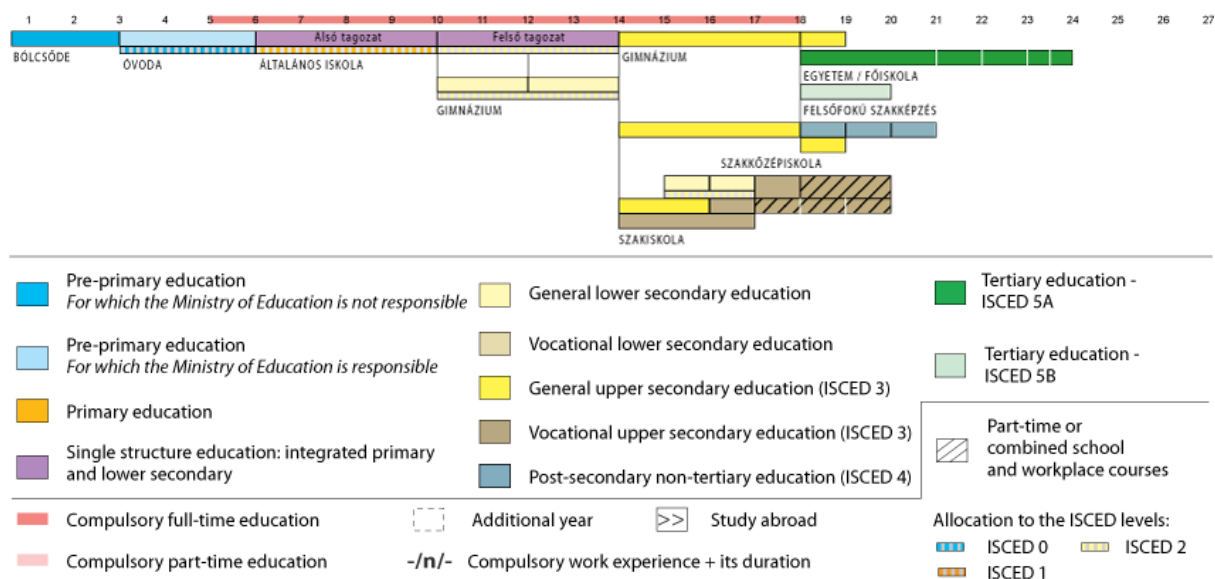 1 2 3 4 5 6 7 8 9 10 11 12 13 14 15 16 17 18 19 20 21 22 23 24 25 26 27
Alsó tagozat Felső tagozat
BÖLCSŐDE ÓVODA ÁLTALÁNOS ISKOLA GIMNÁZIUM
EGYETEM / FŐISKOLA
GIMNÁZIUM FELSŐFOKÚ SZAKKÉPZÉS
SZAKKŐZÉPISKOLA
SZAKISKOLA
Pre-primary education
For which the Ministry of Education is not responsible
Pre-primary education
For which the Ministry of Education is responsible
Primary education
Single structure education: integrated primary
and lower secondary
General lower secondary education
Vocational lower secondary education
General upper secondary education (ISCED 3)
Vocational upper secondary education (ISCED 3)
Post-secondary non-tertiary education (ISCED 4)
Tertiary education -
ISCED 5A
Tertiary education -
ISCED 5B
Part-time or
combined school
and workplace courses
Compulsory full-time education
Compulsory part-time education
Additional year
>> Study abroad
-/n/- Compulsory work experience + its duration
Allocation to the ISCED levels:
ISCED 0 ISCED 2
ISCED 1